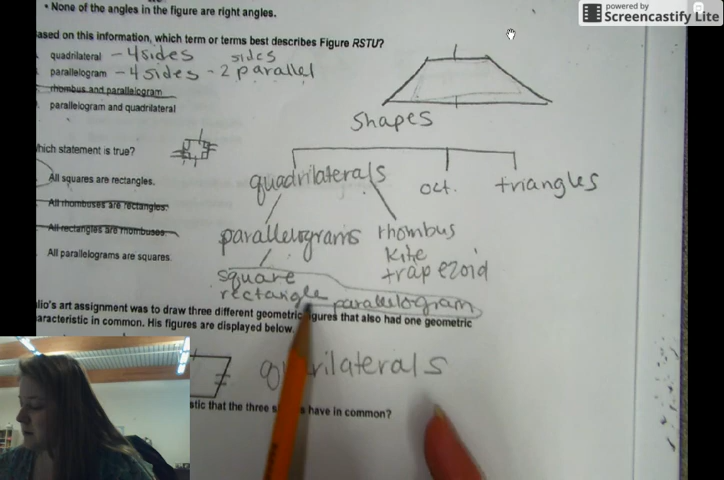 • None of the angles in the figure are right angles.
ased on this information, which term or terms best describes Figure RSTU?
quadrilateral – 4 sides
sides
parallelogram – 4 sides - 2 parallel
rhombus and parallelogram
parallelogram and quadrilateral
shapes
hich statement is true?
All squares are rectangles.
All rhombuses are rectangles.
All rectangles are rhombuses.
All parallelograms are squares.
quadrilaterals oct. triangles
parallelograms rhombus
kite
trapezoid
square
rectangle parallelogram
ulio's art assignment was to draw three different geometric figures that also had one geometric
aracteristic in common. His figures are displayed below.
rilaterals
stic that the three have in common?
powered by
Screencastify Lite